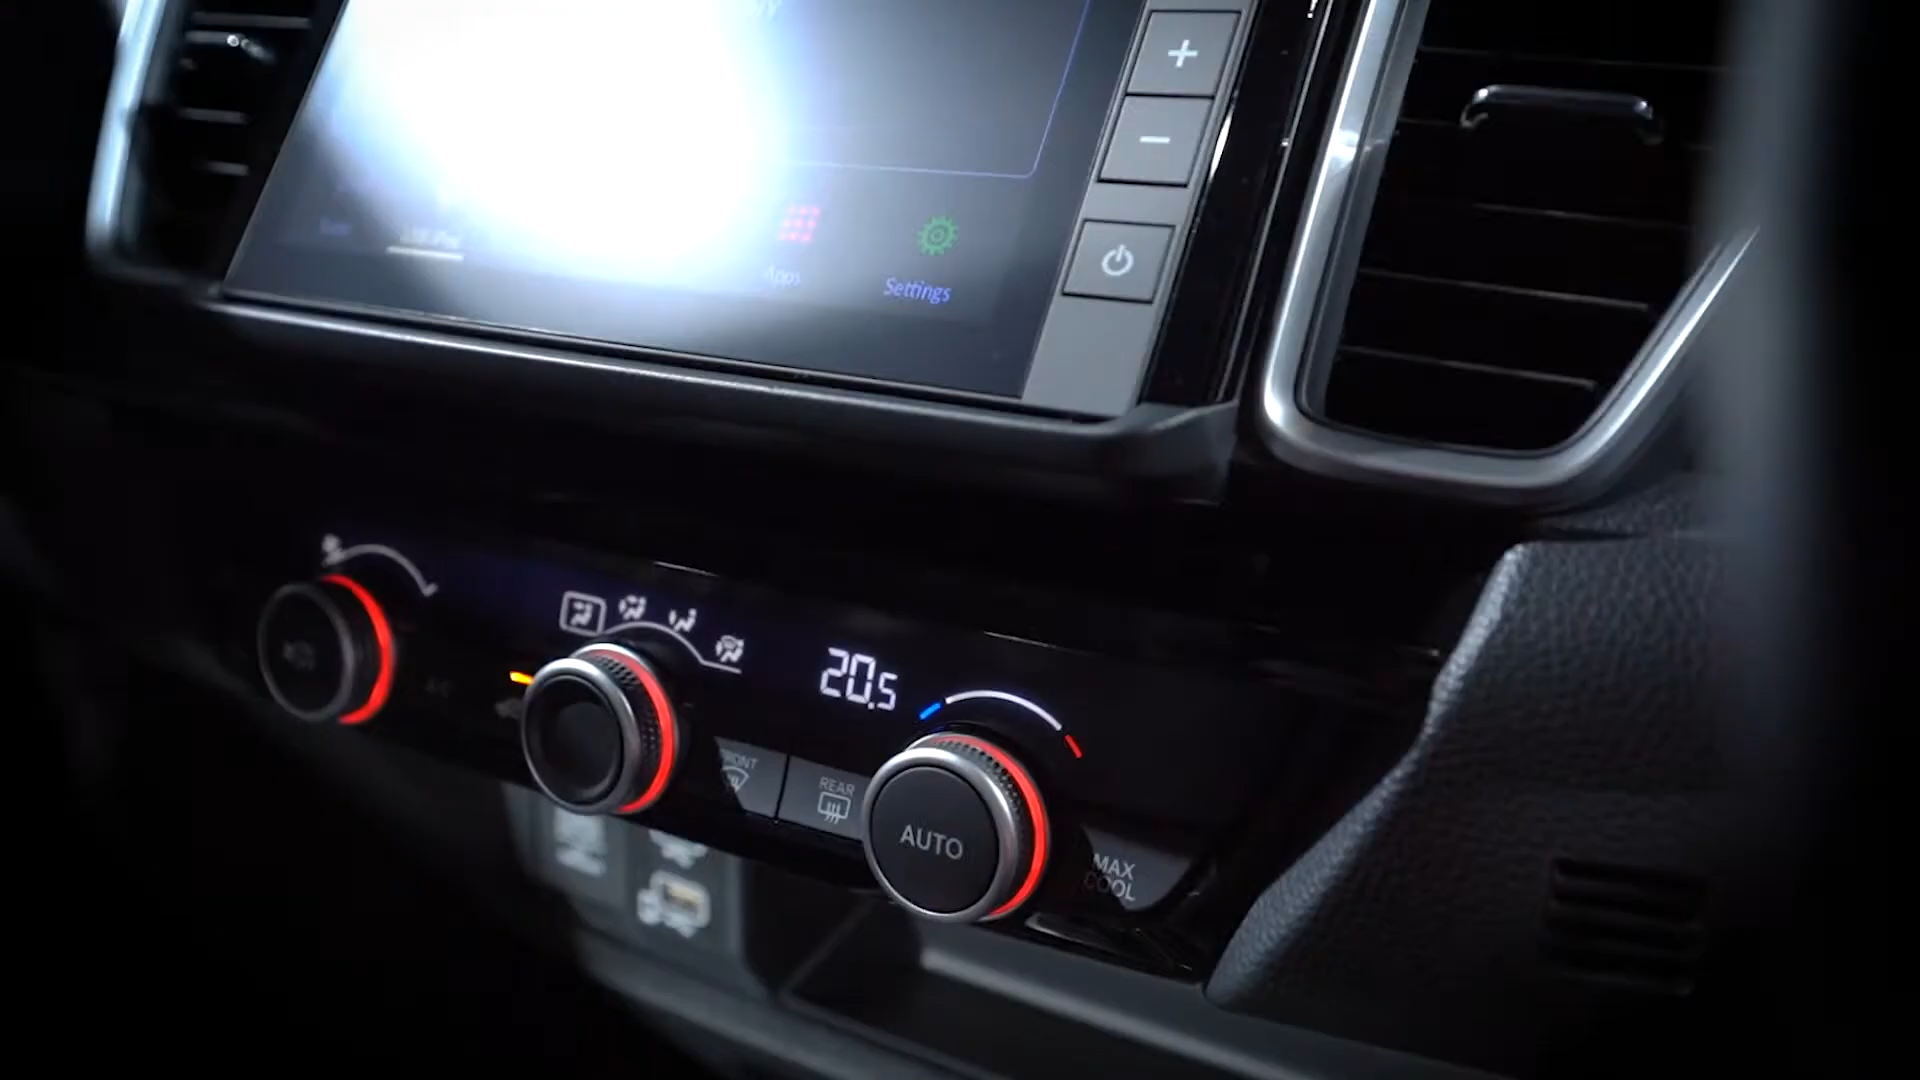 +
−
Apps
Settings
20.5
FRONT
REAR
AUTO
MAX
COOL